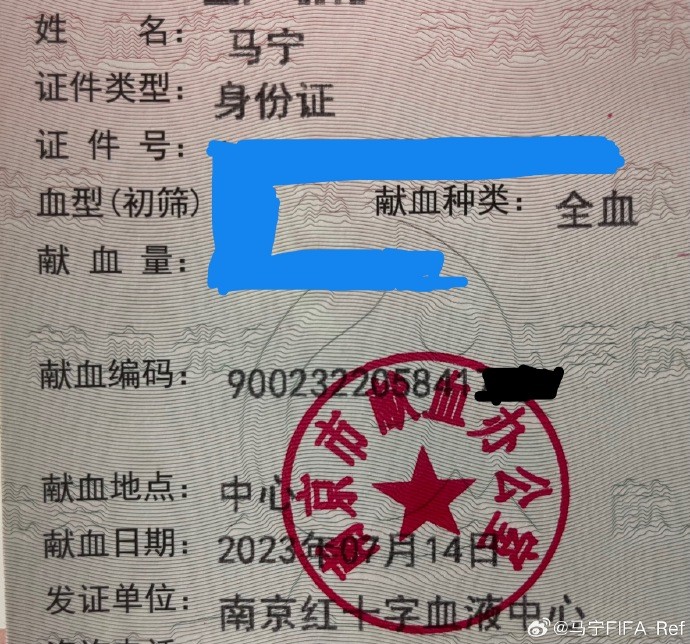 姓 名： 马宁
证件类型： 身份证
证 件 号：
血型(初筛) 献血种类： 全血
献 血 量：
献血编码： 900232205841
南京市献血办公室
献血地点： 中心
献血日期： 2023年07月14日
发证单位： 南京红十字血液中心
@马宁FIFA-Ref